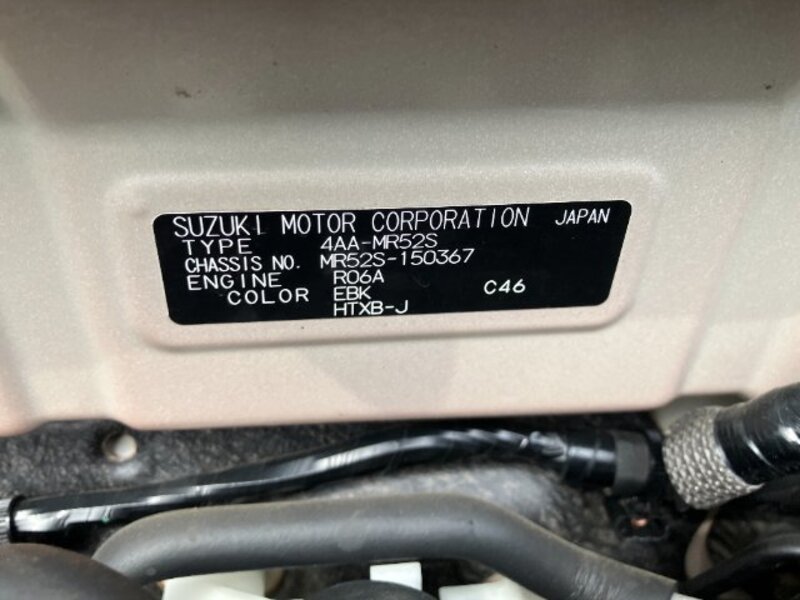 SUZUKI MOTOR CORPORATION JAPAN
TYPE 4AA-MR52S
CHASSIS NO. MR52S-150367
ENGINE R06A
COLOR EBK C46
HTXB-J